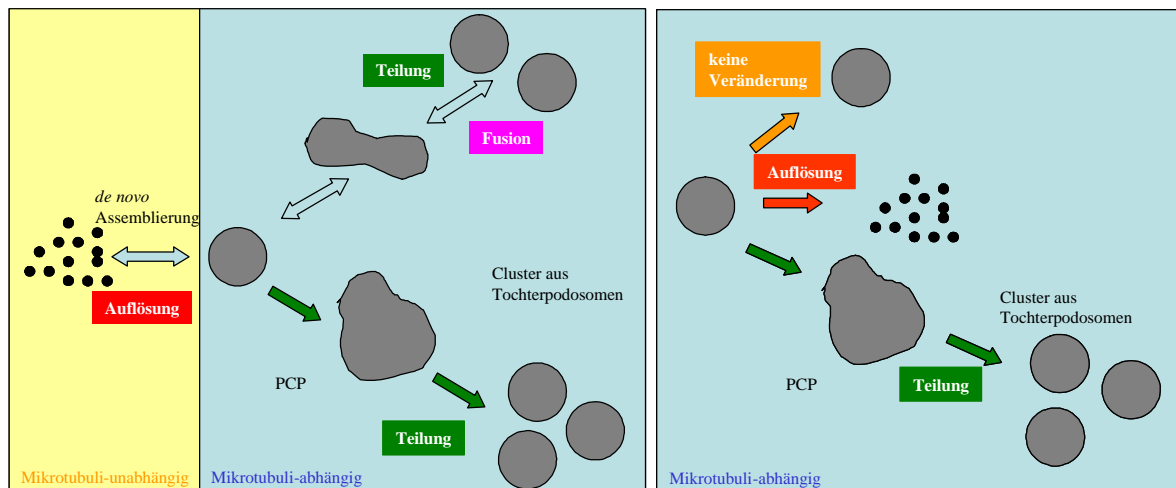 Teilung
Fusion
de novo
Assemblierung
Auflösung
Cluster aus
Tochterpodosomen
PCP
Teilung
Mikrotubuli-unabhängig
Mikrotubuli-abhängig
keine
Veränderung
Auflösung
Cluster aus
Tochterpodosomen
PCP
Teilung
Mikrotubuli-abhängig